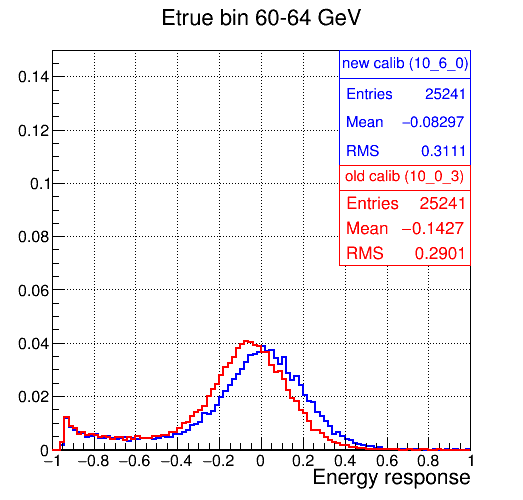 Etrue bin 60-64 GeV
new calib (10_6_0)
Entries 25241
Mean −0.08297
RMS 0.3111
old calib (10_0_3)
Entries 25241
Mean −0.1427
RMS 0.2901
0.14
0.12
0.1
0.08
0.06
0.04
0.02
0
−1 −0.8 −0.6 −0.4 −0.2 0 0.2 0.4 0.6 0.8 1
Energy response